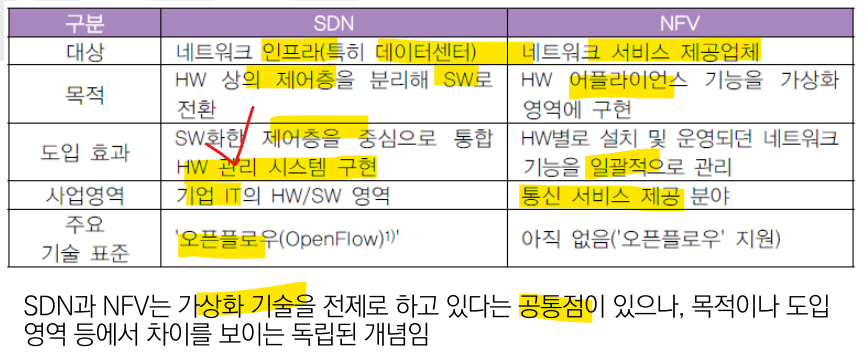 구분 SDN NFV
대상 네트워크 인프라(특히 데이터센터) 네트워크 서비스 제공업체
목적 HW 상의 제어층을 분리해 SW로 HW 어플라이언스 기능을 가상화
전환 영역에 구현
도입 효과 SW화한 제어층을 중심으로 통합 HW별로 설치 및 운영되던 네트워크
HW 관리 시스템 구현 기능을 일괄적으로 관리
사업영역 기업 IT의 HW/SW 영역 통신 서비스 제공 분야
주요
기술 표준 '오픈플로우(OpenFlow)1)' 아직 없음('오픈플로우' 지원)
SDN과 NFV는 가상화 기술을 전제로 하고 있다는 공통점이 있으나, 목적이나 도입
영역 등에서 차이를 보이는 독립된 개념임